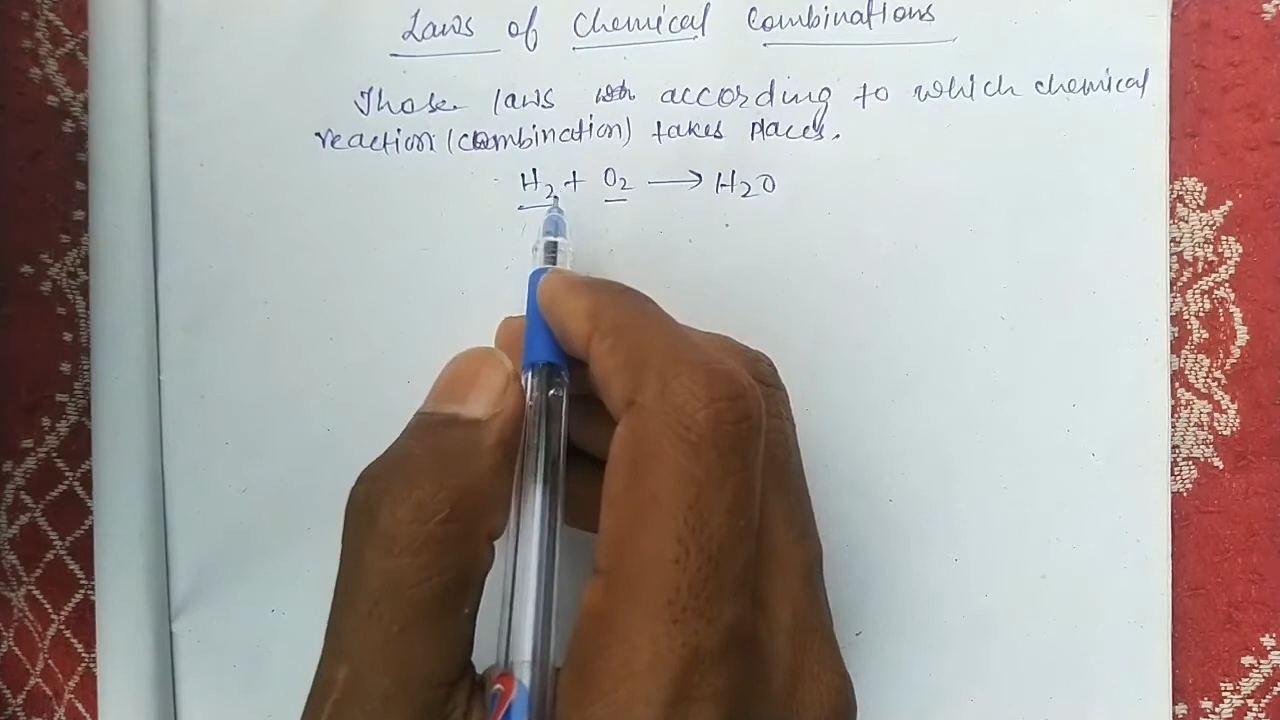 Laws of Chemical Combinations
Those laws according to which chemical
reaction (combination) takes places.
H2 + O2 → H2O